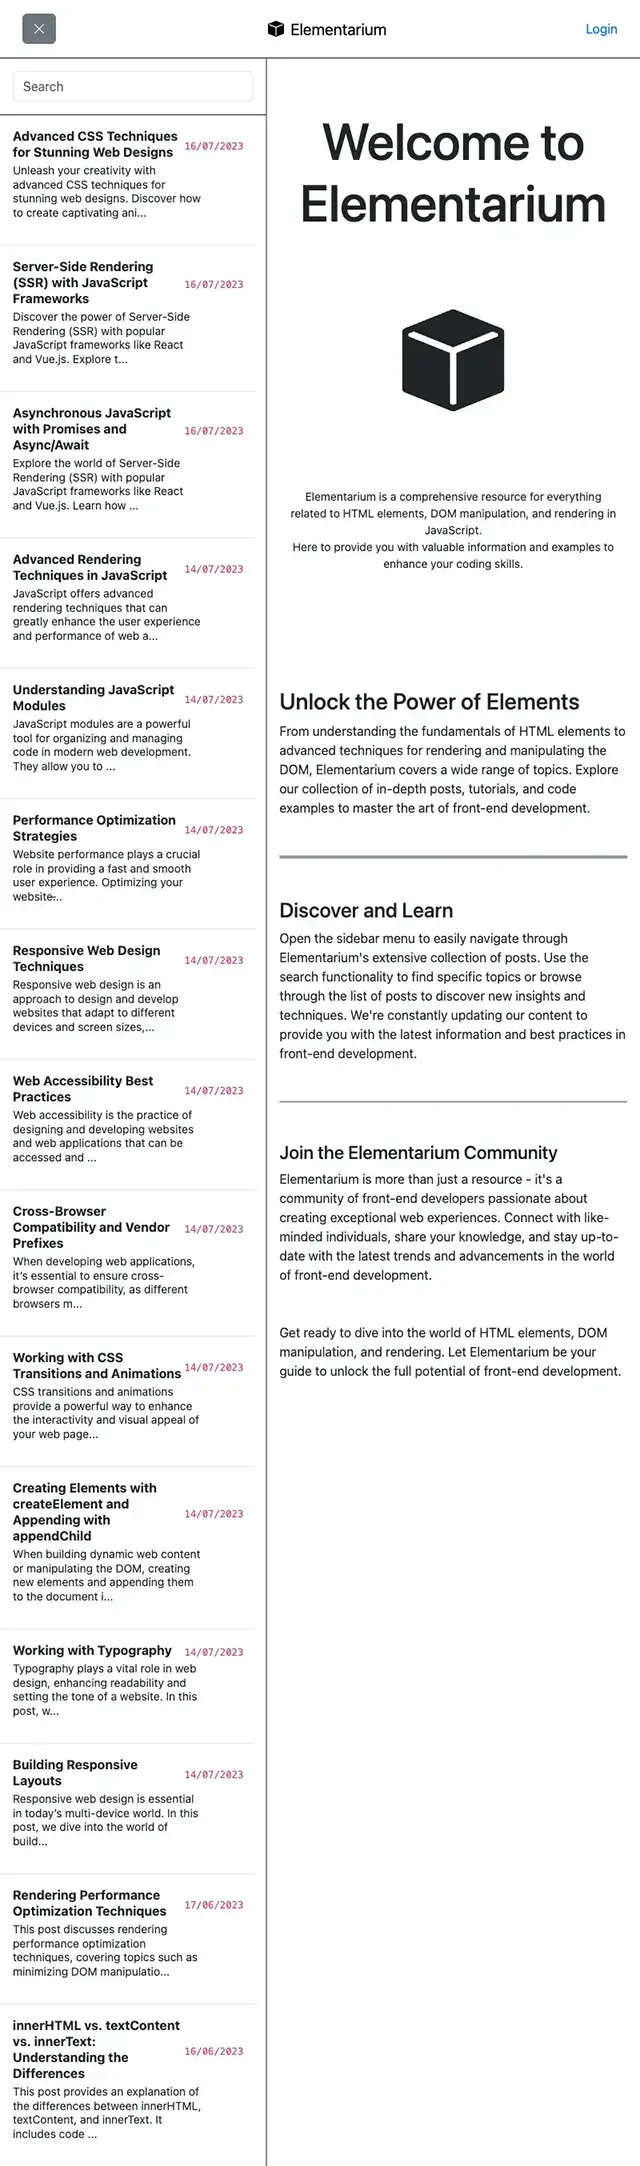 Elementarium
Login
Search
Advanced CSS Techniques
for Stunning Web Designs
16/07/2023
Unleash your creativity with
advanced CSS techniques for
stunning web designs. Discover how
to create captivating ani...
Server-Side Rendering
(SSR) with JavaScript
Frameworks
16/07/2023
Discover the power of Server-Side
Rendering (SSR) with popular
JavaScript frameworks like React
and Vue.js. Explore t...
Asynchronous JavaScript
with Promises and
Async/Await
16/07/2023
Explore the world of Server-Side
Rendering (SSR) with popular
JavaScript frameworks like React
and Vue.js. Learn how ...
Advanced Rendering
Techniques in JavaScript
14/07/2023
JavaScript offers advanced
rendering techniques that can
greatly enhance the user experience
and performance of web a...
Understanding JavaScript
Modules
14/07/2023
JavaScript modules are a powerful
tool for organizing and managing
code in modern web development.
They allow you to ...
Performance Optimization
Strategies
14/07/2023
Website performance plays a crucial
role in providing a fast and smooth
user experience. Optimizing your
website...
Responsive Web Design
Techniques
14/07/2023
Responsive web design is an
approach to design and develop
websites that adapt to different
devices and screen sizes,...
Web Accessibility Best
Practices
14/07/2023
Web accessibility is the practice of
designing and developing websites
and web applications that can be
accessed and ...
Cross-Browser
Compatibility and Vendor
Prefixes
14/07/2023
When developing web applications,
it's essential to ensure cross-
browser compatibility, as different
browsers m...
Working with CSS
Transitions and Animations
14/07/2023
CSS transitions and animations
provide a powerful way to enhance
the interactivity and visual appeal of
your web page...
Creating Elements with
createElement and
Appending with
appendChild
14/07/2023
When building dynamic web content
or manipulating the DOM, creating
new elements and appending them
to the document i...
Working with Typography
14/07/2023
Typography plays a vital role in web
design, enhancing readability and
setting the tone of a website. In this
post, w...
Building Responsive
Layouts
14/07/2023
Responsive web design is essential
in today's multi-device world. In this
post, we dive into the world of
build...
Rendering Performance
Optimization Techniques
17/06/2023
This post discusses rendering
performance optimization
techniques, covering topics such as
minimizing DOM manipulatio...
innerHTML vs. textContent
vs. innerText:
Understanding the
Differences
16/06/2023
This post provides an explanation of
the differences between innerHTML,
textContent, and innerText. It
includes code ...
Welcome to
Elementarium
Elementarium is a comprehensive resource for everything
related to HTML elements, DOM manipulation, and rendering in
JavaScript.
Here to provide you with valuable information and examples to
enhance your coding skills.
Unlock the Power of Elements
From understanding the fundamentals of HTML elements to
advanced techniques for rendering and manipulating the
DOM, Elementarium covers a wide range of topics. Explore
our collection of in-depth posts, tutorials, and code
examples to master the art of front-end development.
Discover and Learn
Open the sidebar menu to easily navigate through
Elementarium's extensive collection of posts. Use the
search functionality to find specific topics or browse
through the list of posts to discover new insights and
techniques. We're constantly updating our content to
provide you with the latest information and best practices in
front-end development.
Join the Elementarium Community
Elementarium is more than just a resource - it's a
community of front-end developers passionate about
creating exceptional web experiences. Connect with like-
minded individuals, share your knowledge, and stay up-to-
date with the latest trends and advancements in the world
of front-end development.
Get ready to dive into the world of HTML elements, DOM
manipulation, and rendering. Let Elementarium be your
guide to unlock the full potential of front-end development.